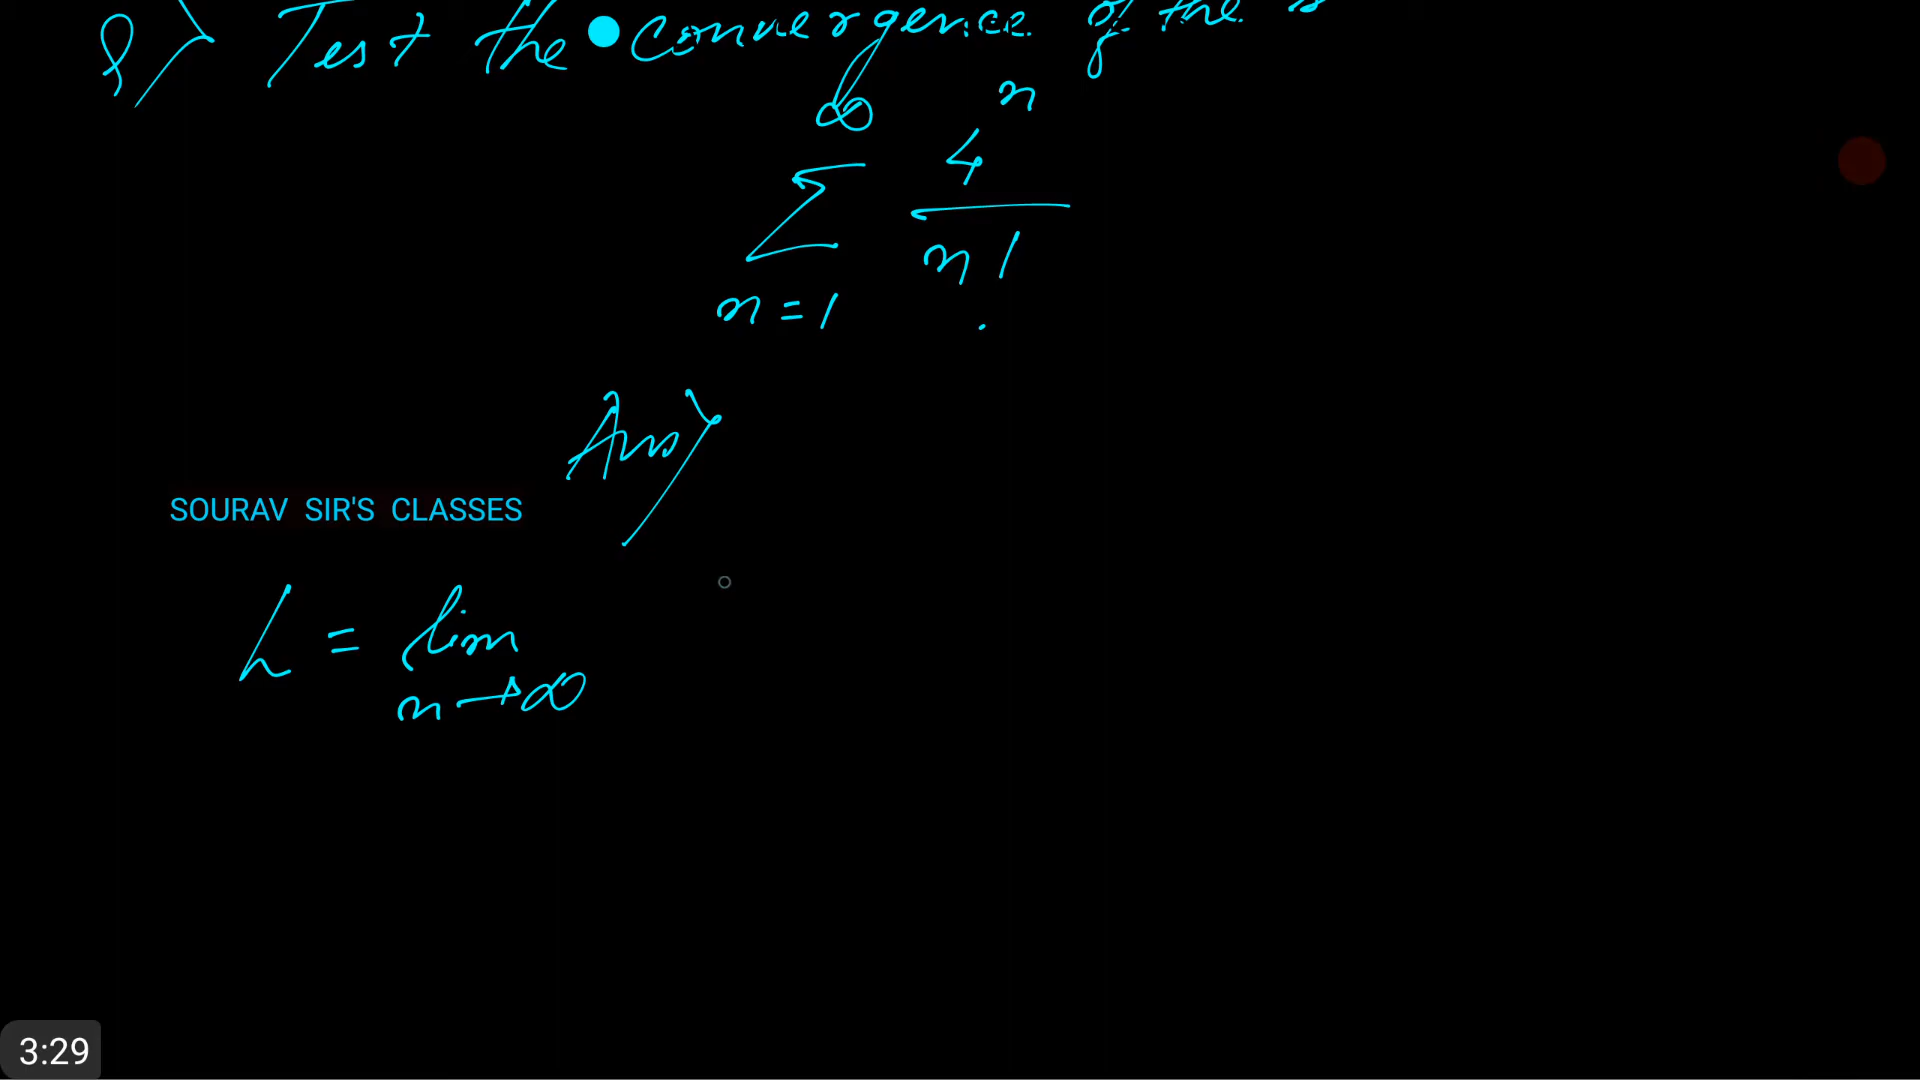 Q) Test the convergence of the s
∞ n
Σ 4
n = 1 n!
Ans)
SOURAV SIR'S CLASSES
L = lim
n→∞
3:29